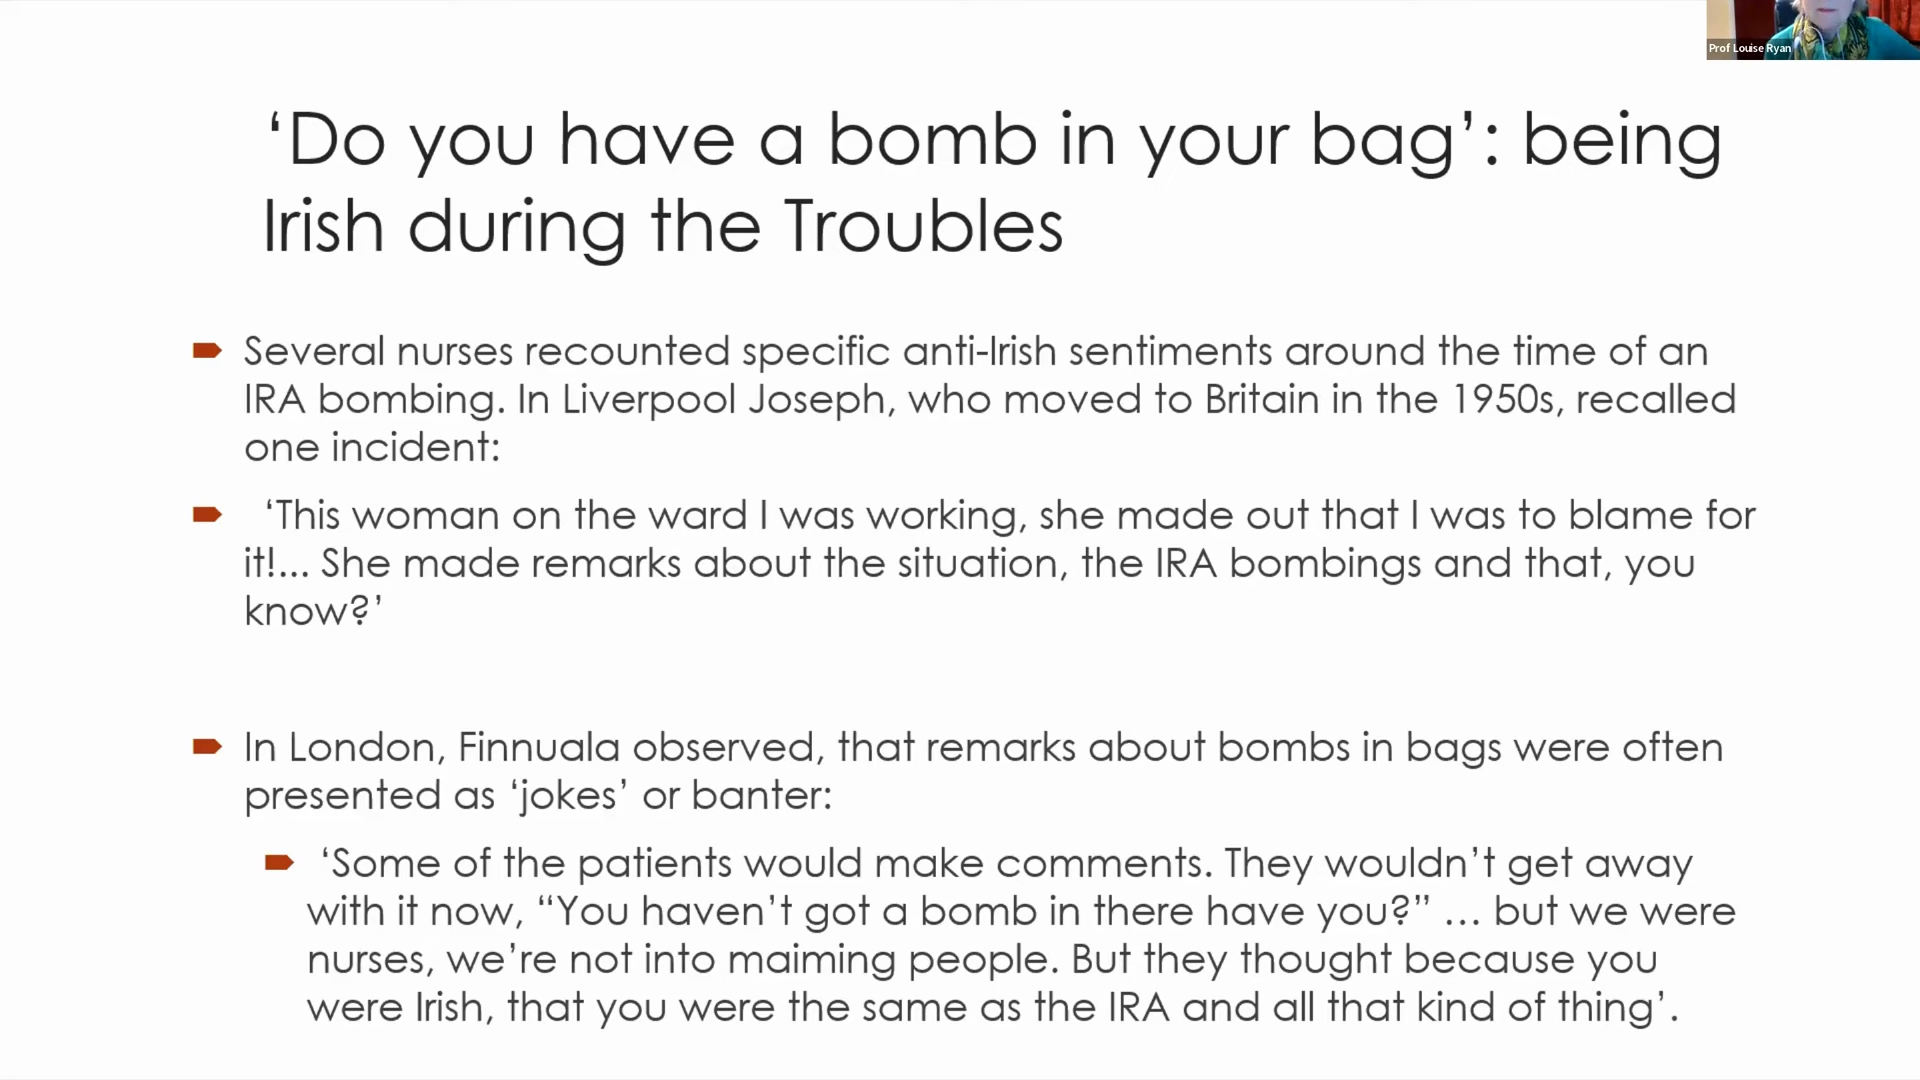 Prof Louise Ryan
‘Do you have a bomb in your bag’: being
Irish during the Troubles
Several nurses recounted specific anti-Irish sentiments around the time of an
IRA bombing. In Liverpool Joseph, who moved to Britain in the 1950s, recalled
one incident:
‘This woman on the ward I was working, she made out that I was to blame for
it!... She made remarks about the situation, the IRA bombings and that, you
know?’
In London, Finnuala observed, that remarks about bombs in bags were often
presented as ‘jokes’ or banter:
‘Some of the patients would make comments. They wouldn’t get away
with it now, “You haven’t got a bomb in there have you?” … but we were
nurses, we’re not into maiming people. But they thought because you
were Irish, that you were the same as the IRA and all that kind of thing’.